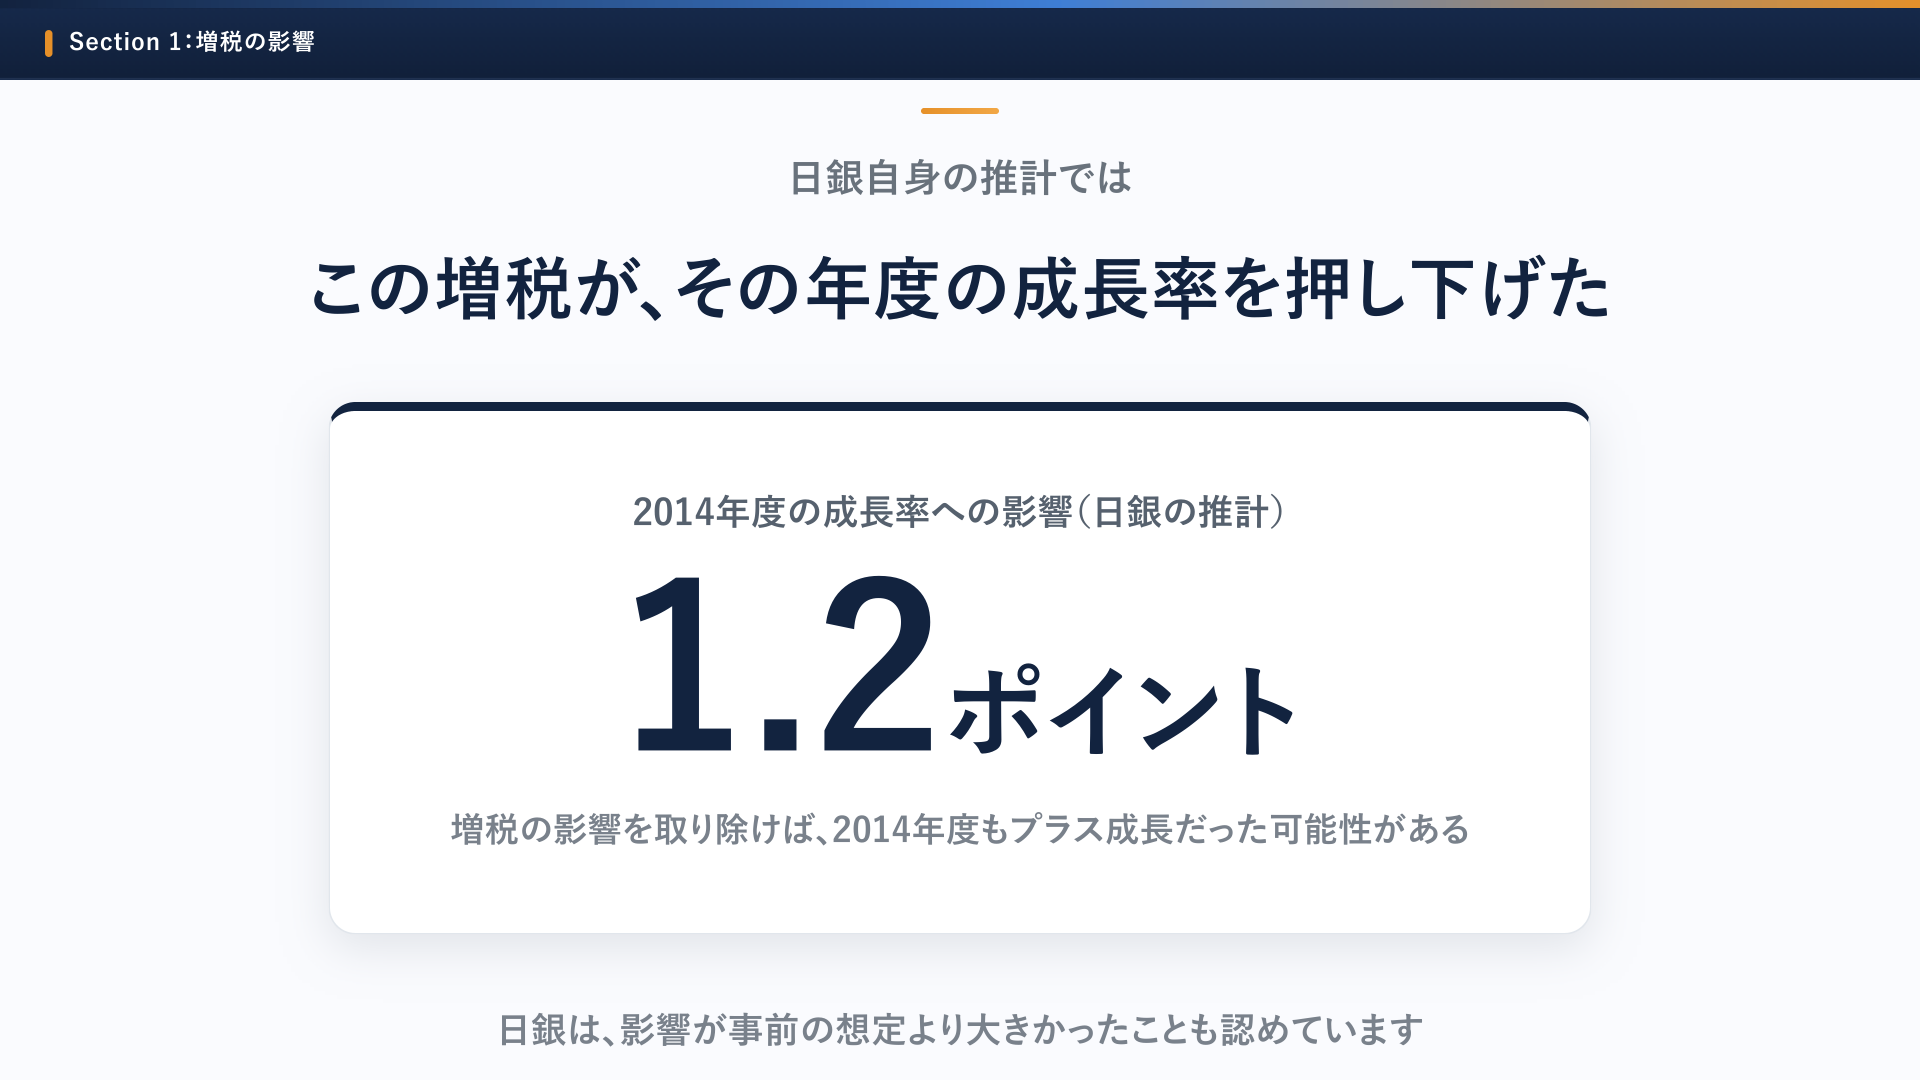 Section 1：増税の影響
日銀自身の推計では
この増税が、その年度の成長率を押し下げた
2014年度の成長率への影響（日銀の推計）
1.2ポイント
増税の影響を取り除けば、2014年度もプラス成長だった可能性がある
日銀は、影響が事前の想定より大きかったことも認めています